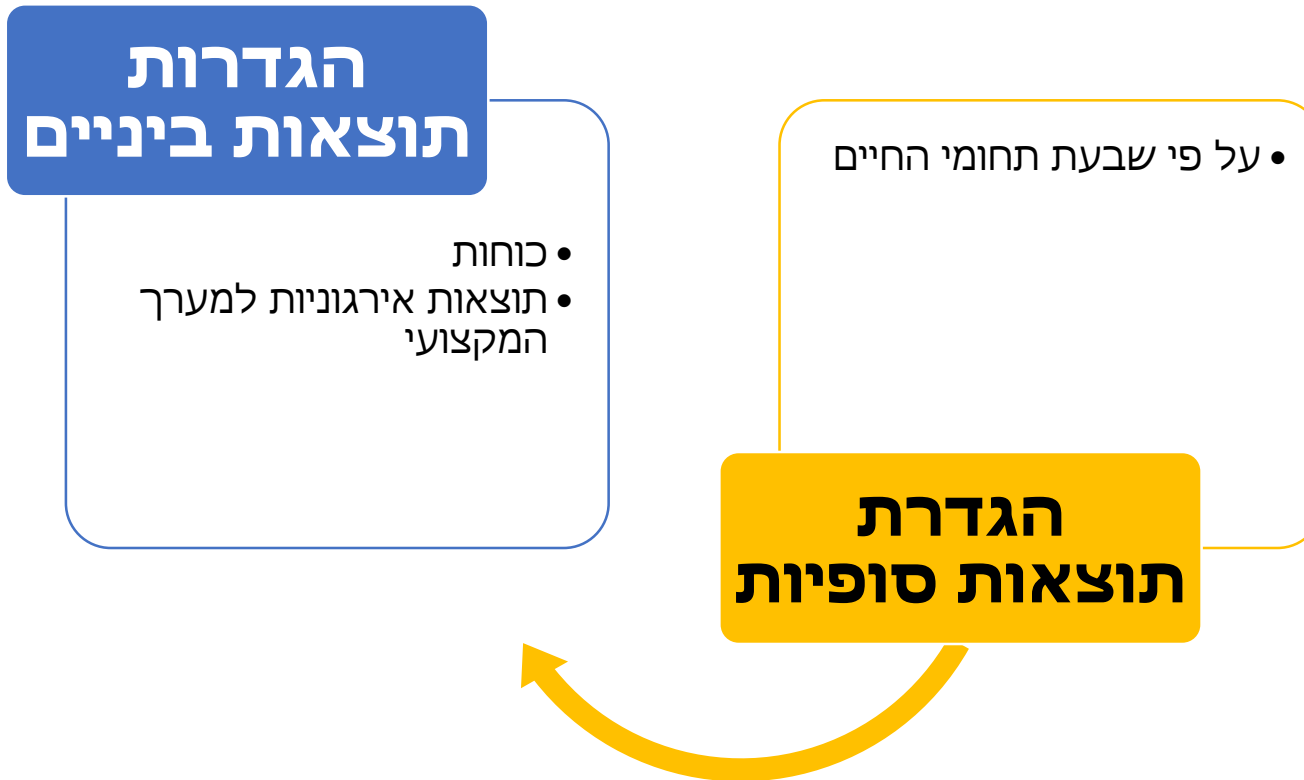 • על פי שבעת תחומי החיים
הגדרת
תוצאות סופיות
הגדרות
תוצאות ביניים
• כוחות
• תוצאות אירגוניות למערך
המקצועי